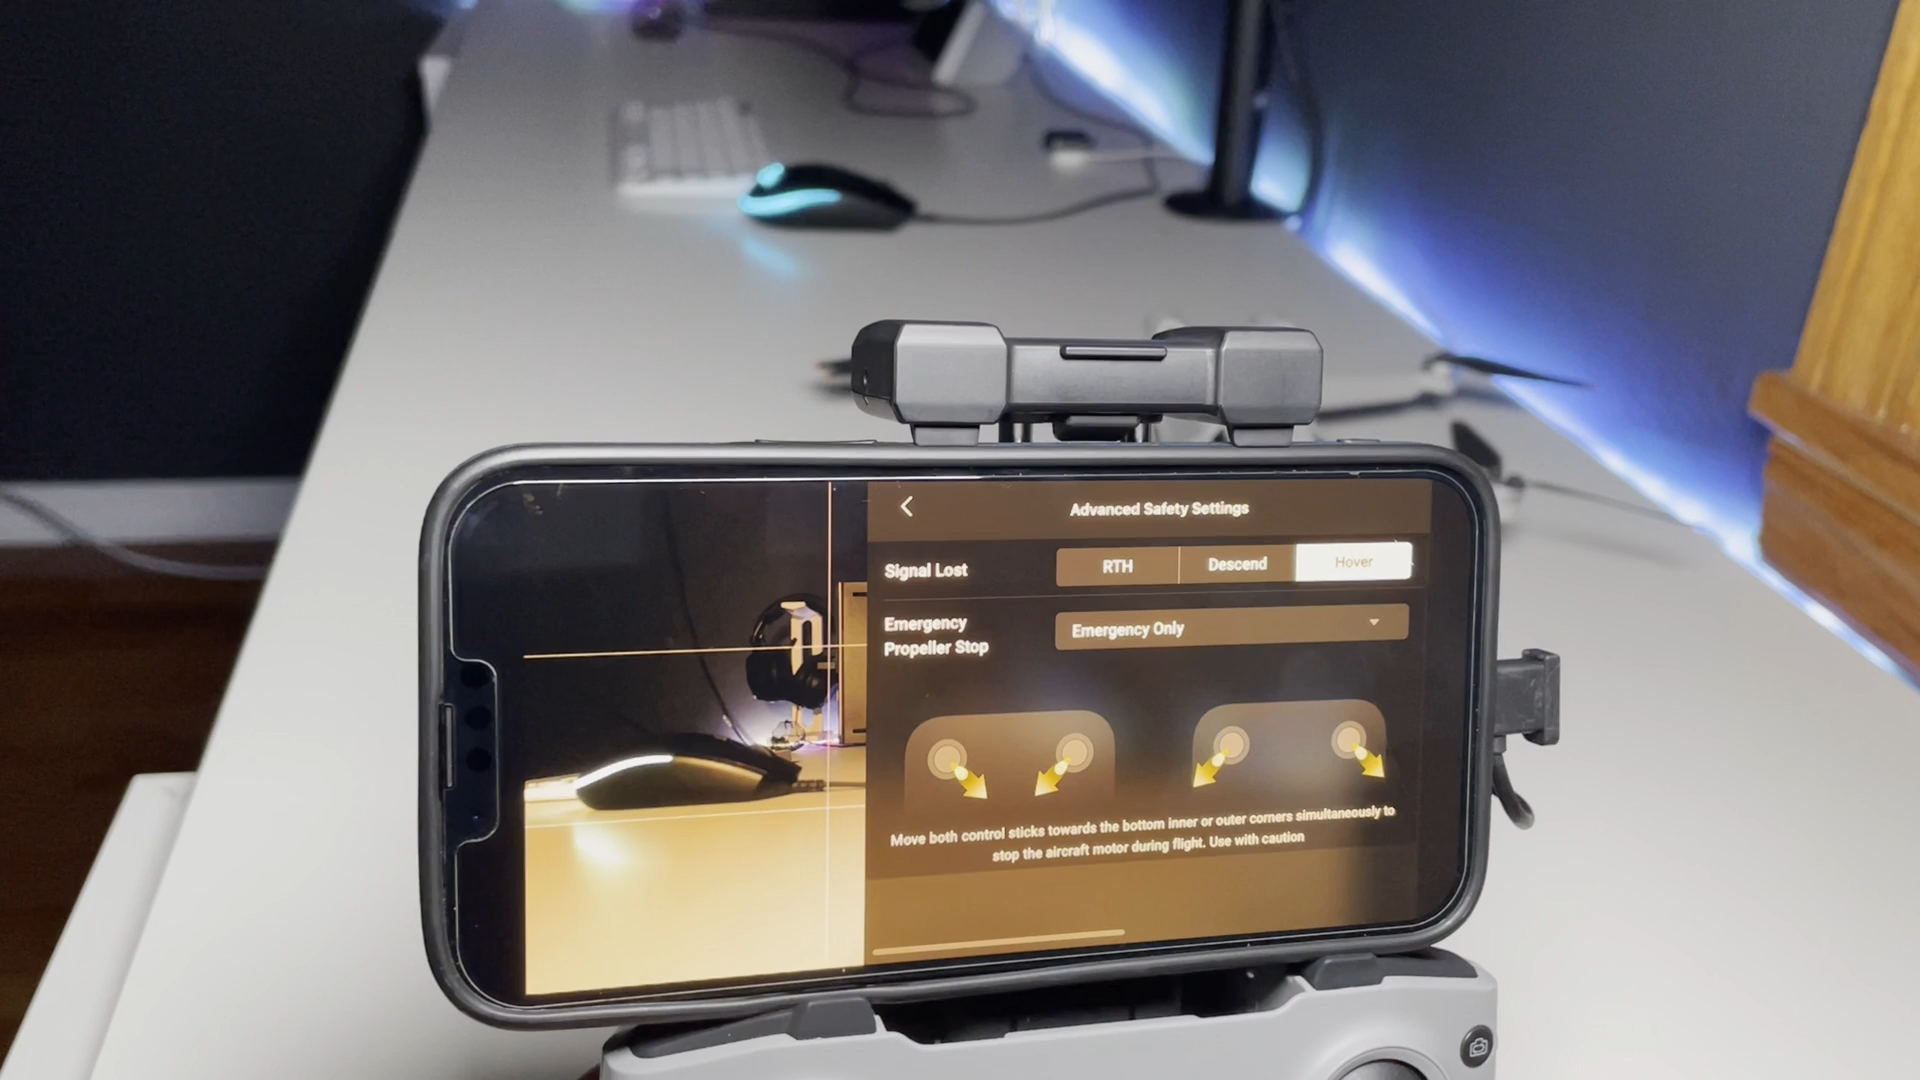 Advanced Safety Settings
Signal Lost
RTH
Descend
Hover
Emergency
Propeller Stop
Emergency Only
Move both control sticks towards the bottom inner or outer corners simultaneously to
stop the aircraft motor during flight. Use with caution